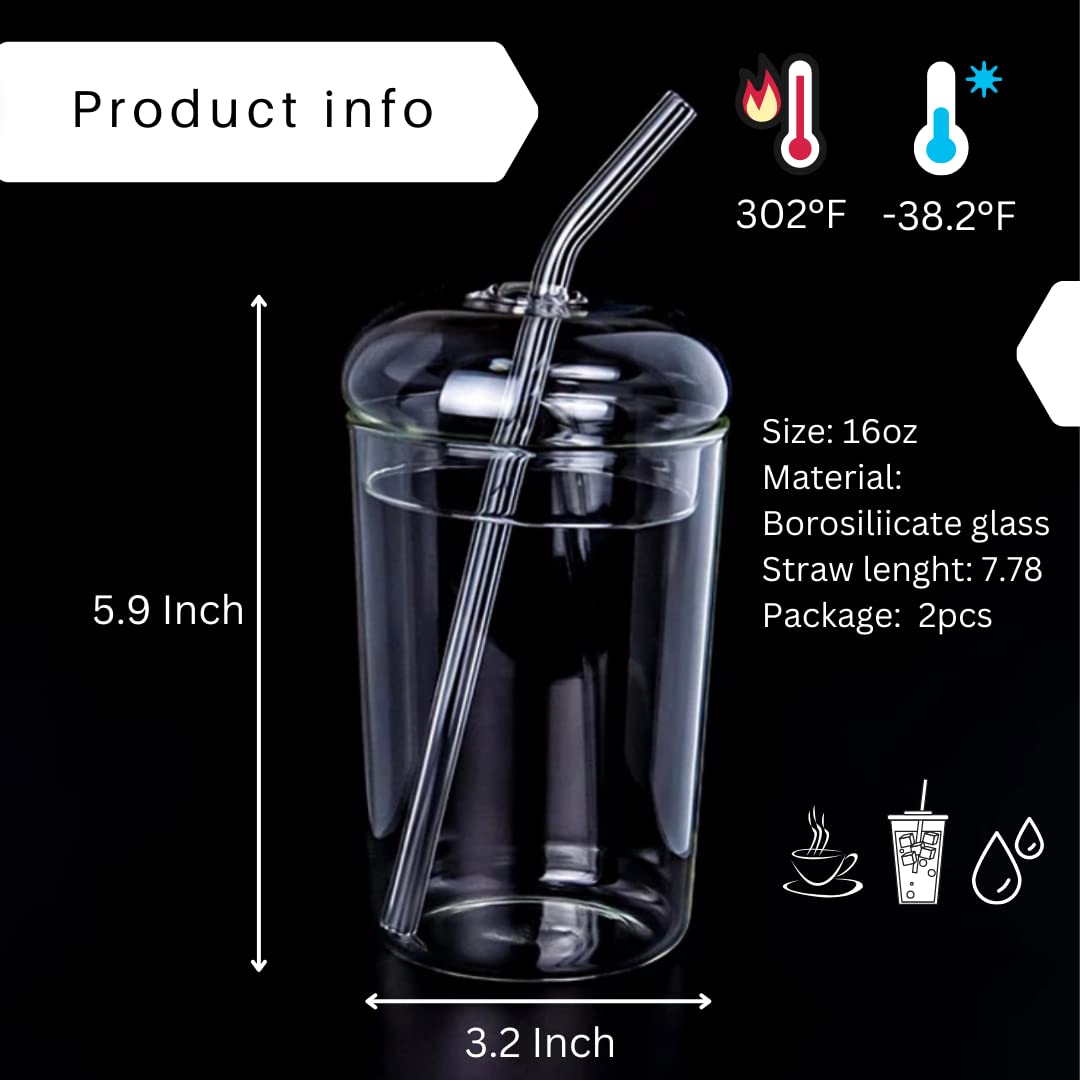 Product info
302°F
-38.2°F
Size: 16oz
Material:
Borosiliicate glass
Straw lenght: 7.78
Package: 2pcs
5.9 Inch
3.2 Inch